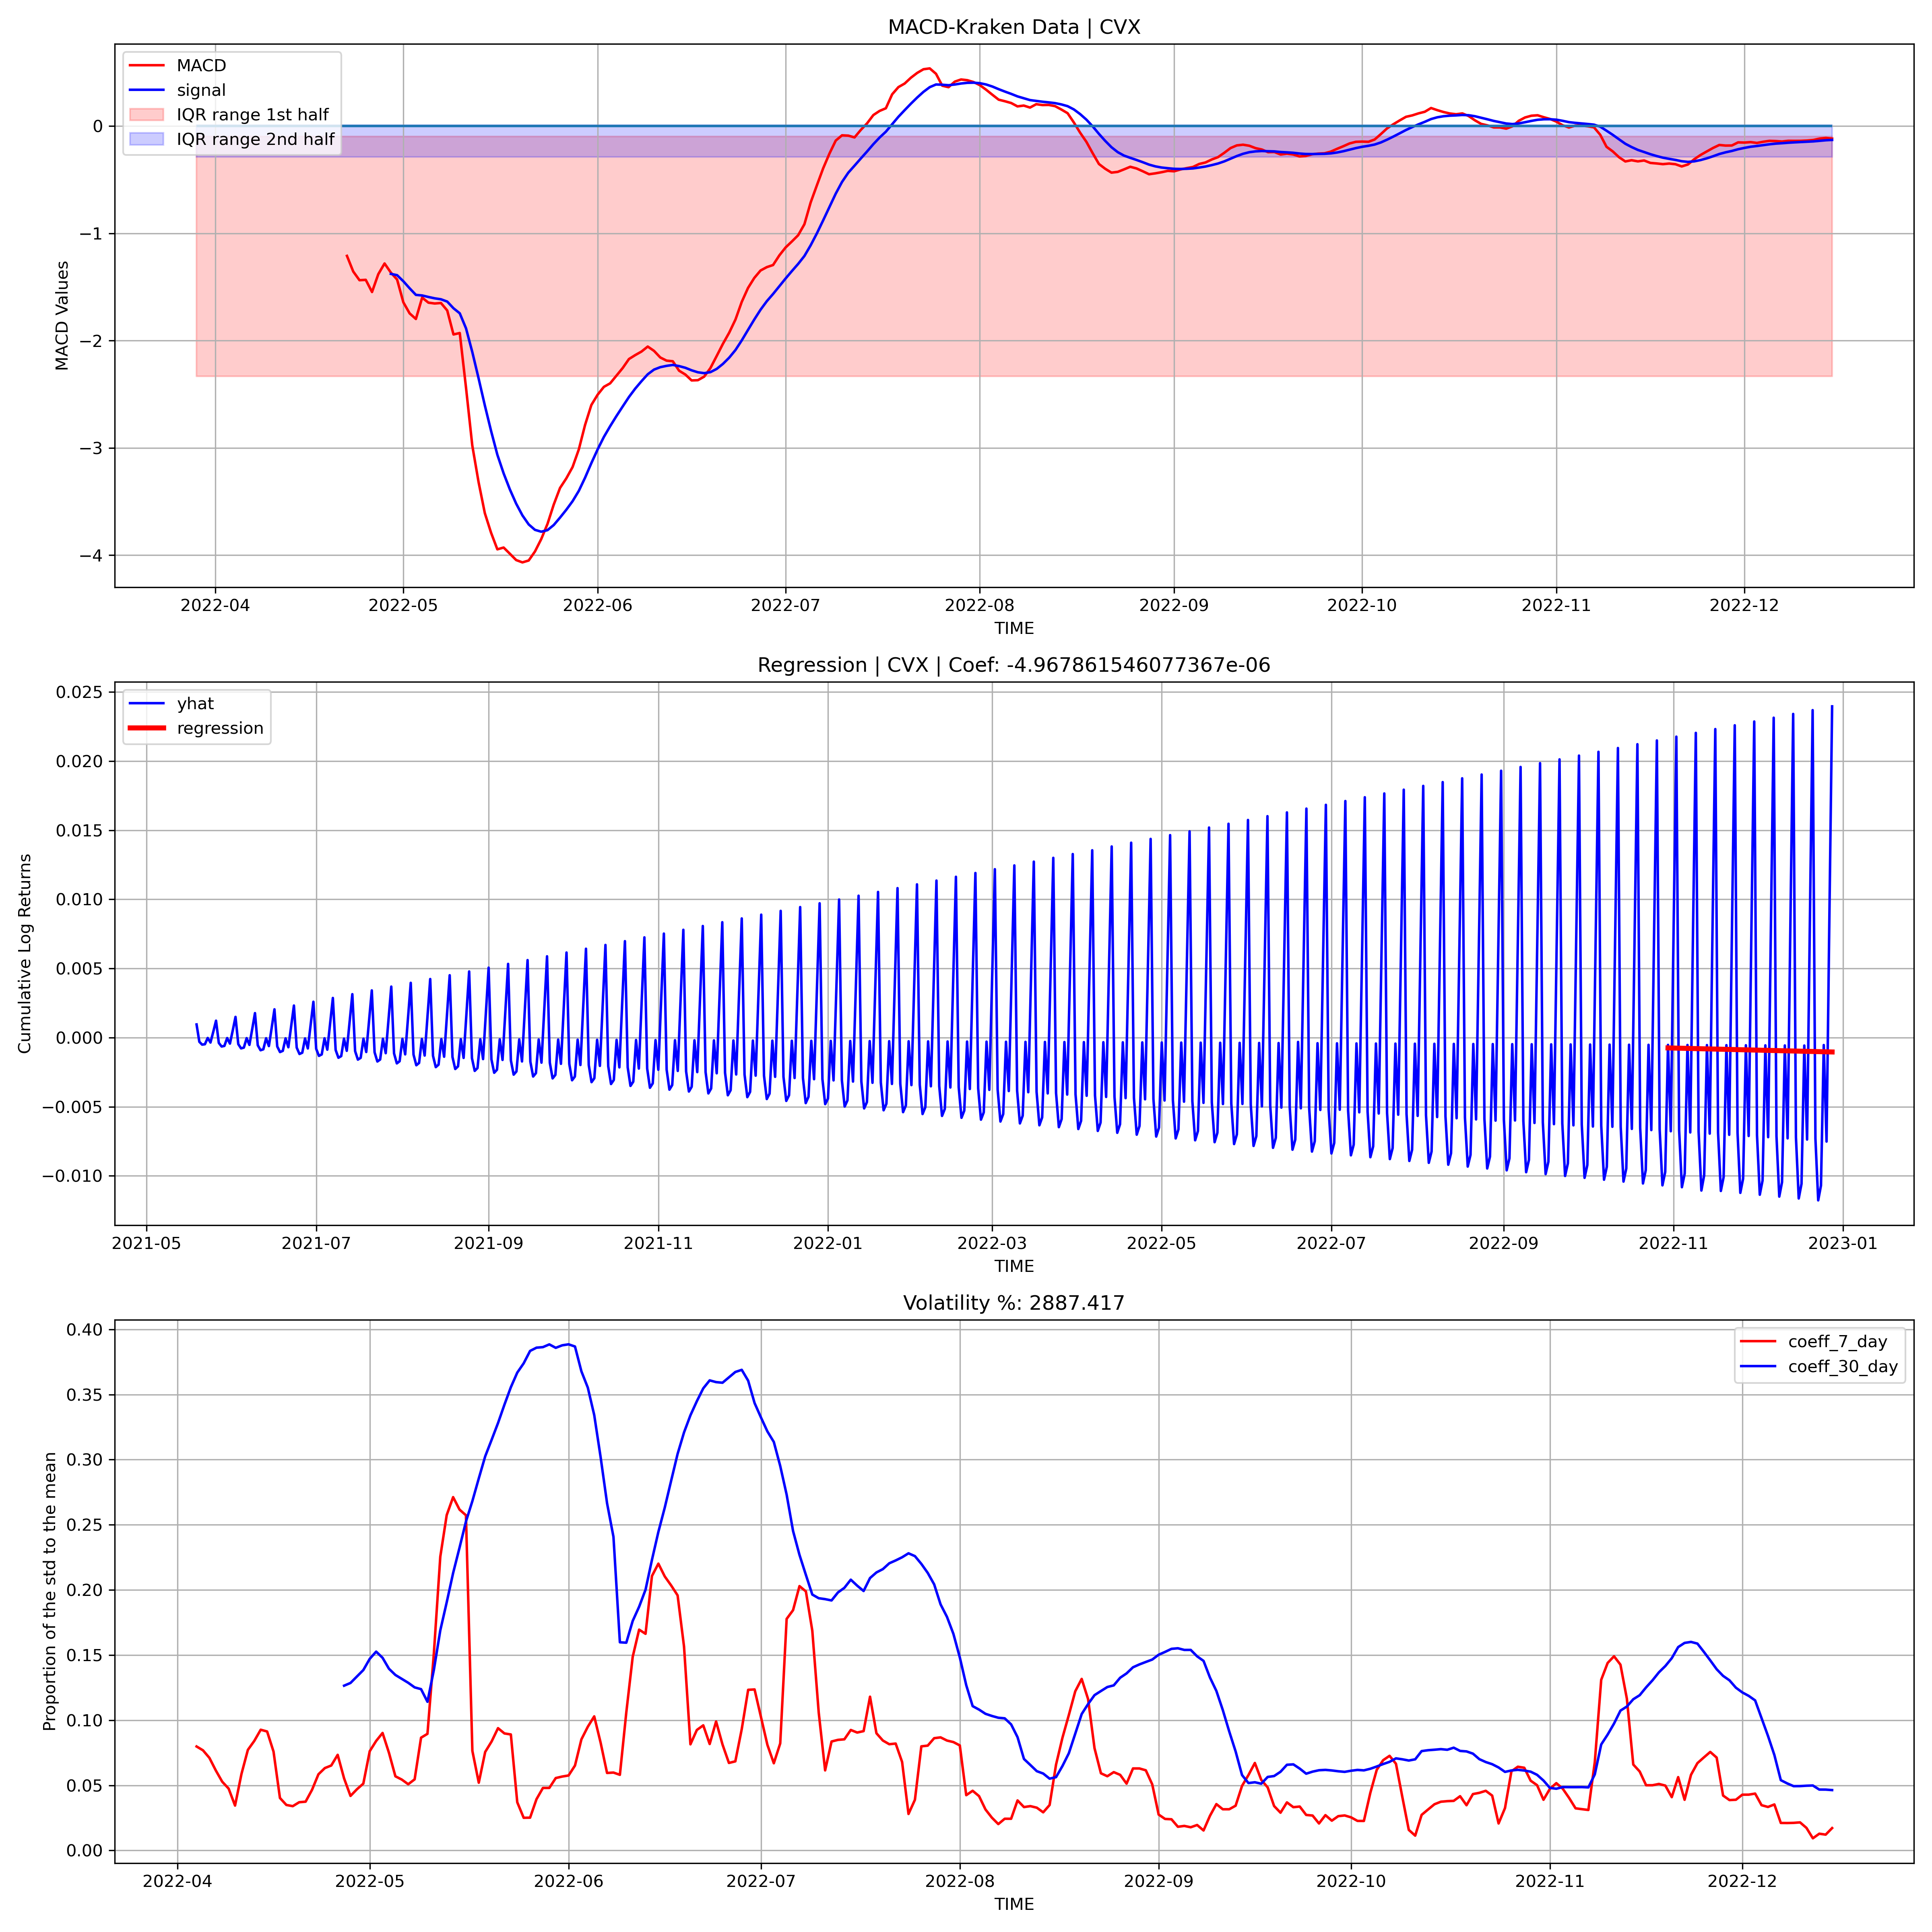 MACD-Kraken Data | CVX
MACD
signal
IQR range 1st half
IQR range 2nd half
MACD Values
0
−1
−2
−3
−4
2022-04 2022-05 2022-06 2022-07 2022-08 2022-09 2022-10 2022-11 2022-12
TIME
Regression | CVX | Coef: -4.967861546077367e-06
yhat
regression
Cumulative Log Returns
0.025
0.020
0.015
0.010
0.005
0.000
−0.005
−0.010
2021-05 2021-07 2021-09 2021-11 2022-01 2022-03 2022-05 2022-07 2022-09 2022-11 2023-01
TIME
Volatility %: 2887.417
coeff_7_day
coeff_30_day
Proportion of the std to the mean
0.40
0.35
0.30
0.25
0.20
0.15
0.10
0.05
0.00
2022-04 2022-05 2022-06 2022-07 2022-08 2022-09 2022-10 2022-11 2022-12
TIME